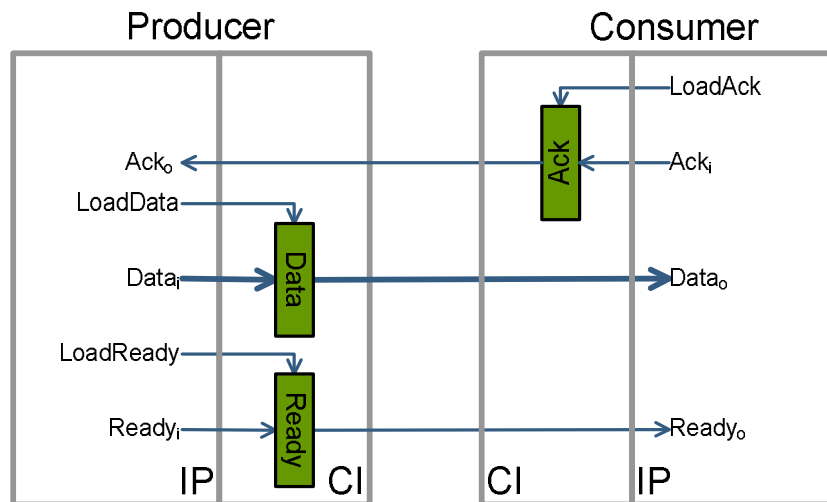 Producer Consumer
LoadAck
Ack
Ackₒ Ackᵢ
LoadData
Data
Dataᵢ Dataₒ
LoadReady
Ready
Readyᵢ Readyₒ
IP CI CI IP